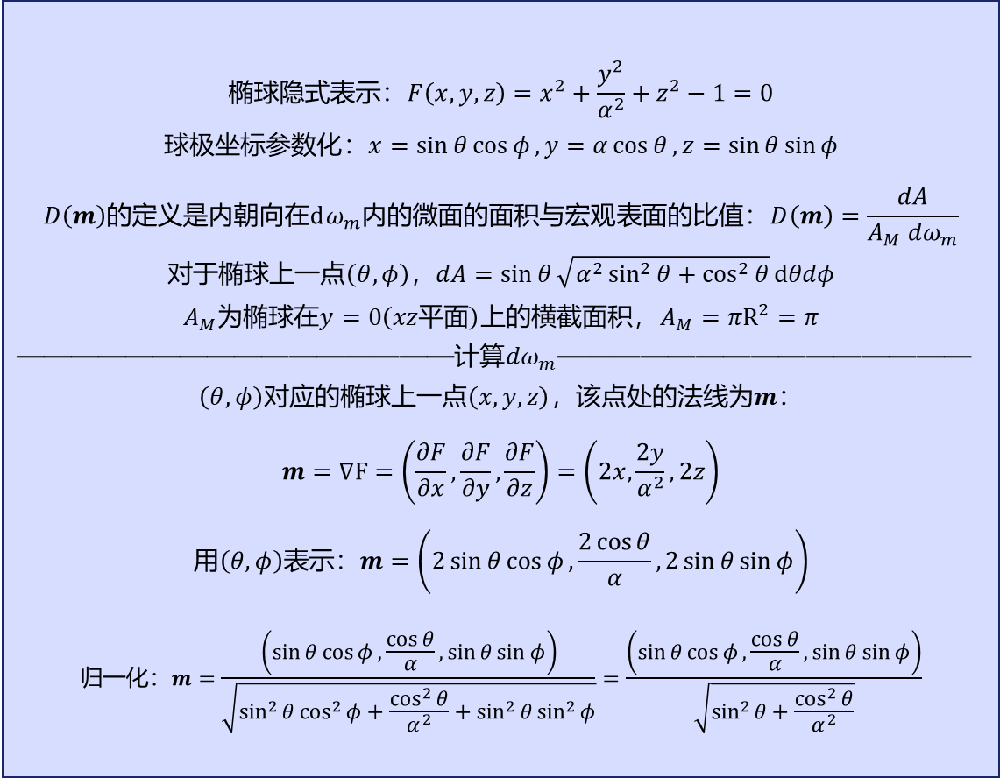 椭球隐式表示：$F(x,y,z)=x^2+\frac{y^2}{\alpha^2}+z^2-1=0$
球极坐标参数化：$x=\sin\theta\cos\phi,y=\alpha\cos\theta,z=\sin\theta\sin\phi$
$D(\boldsymbol{m})$的定义是内朝向在$\mathrm{d}\omega_m$内的微面的面积与宏观表面的比值：$D(\boldsymbol{m})=\frac{dA}{A_M\ d\omega_m}$
对于椭球上一点$(\theta,\phi)$，$dA=\sin\theta\sqrt{\alpha^2\sin^2\theta+\cos^2\theta}\,\mathrm{d}\theta d\phi$
$A_M$为椭球在$y=0(xz平面)$上的横截面积，$A_M=\pi\mathrm{R}^2=\pi$
————————————————计算$d\omega_m$———————————————
$(\theta,\phi)$对应的椭球上一点$(x,y,z)$，该点处的法线为$\boldsymbol{m}$：
$\boldsymbol{m}=\nabla\mathrm{F}=\left(\frac{\partial F}{\partial x},\frac{\partial F}{\partial y},\frac{\partial F}{\partial z}\right)=\left(2x,\frac{2y}{\alpha^2},2z\right)$
用$(\theta,\phi)$表示：$\boldsymbol{m}=\left(2\sin\theta\cos\phi,\frac{2\cos\theta}{\alpha},2\sin\theta\sin\phi\right)$
归一化：$\boldsymbol{m}=\frac{\left(\sin\theta\cos\phi,\frac{\cos\theta}{\alpha},\sin\theta\sin\phi\right)}{\sqrt{\sin^2\theta\cos^2\phi+\frac{\cos^2\theta}{\alpha^2}+\sin^2\theta\sin^2\phi}}=\frac{\left(\sin\theta\cos\phi,\frac{\cos\theta}{\alpha},\sin\theta\sin\phi\right)}{\sqrt{\sin^2\theta+\frac{\cos^2\theta}{\alpha^2}}}$